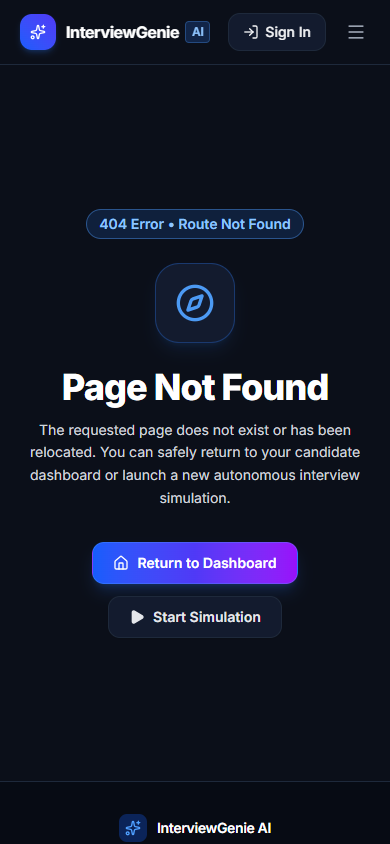 InterviewGenie AI
Sign In
404 Error • Route Not Found
Page Not Found
The requested page does not exist or has been
relocated. You can safely return to your candidate
dashboard or launch a new autonomous interview
simulation.
Return to Dashboard
Start Simulation
InterviewGenie AI